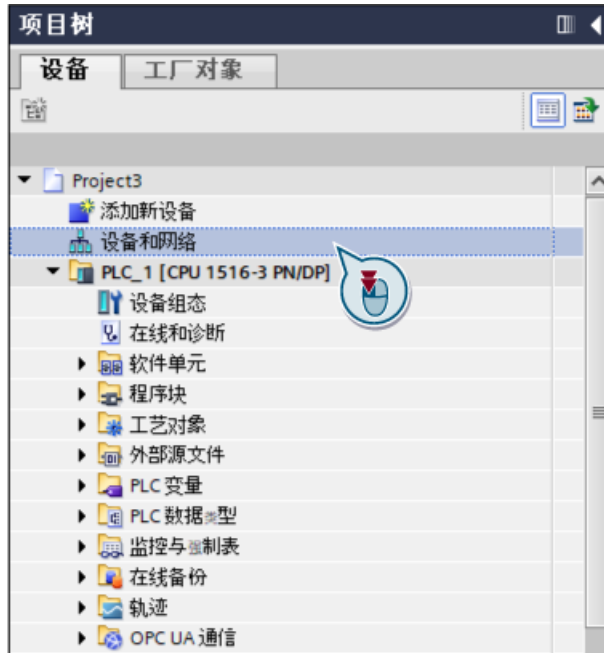 项目树
设备 工厂对象
Project3
添加新设备
设备和网络
PLC_1 [CPU 1516-3 PN/DP]
设备组态
在线和诊断
软件单元
程序块
工艺对象
外部源文件
PLC 变量
PLC 数据类型
监控与强制表
在线备份
轨迹
OPC UA 通信